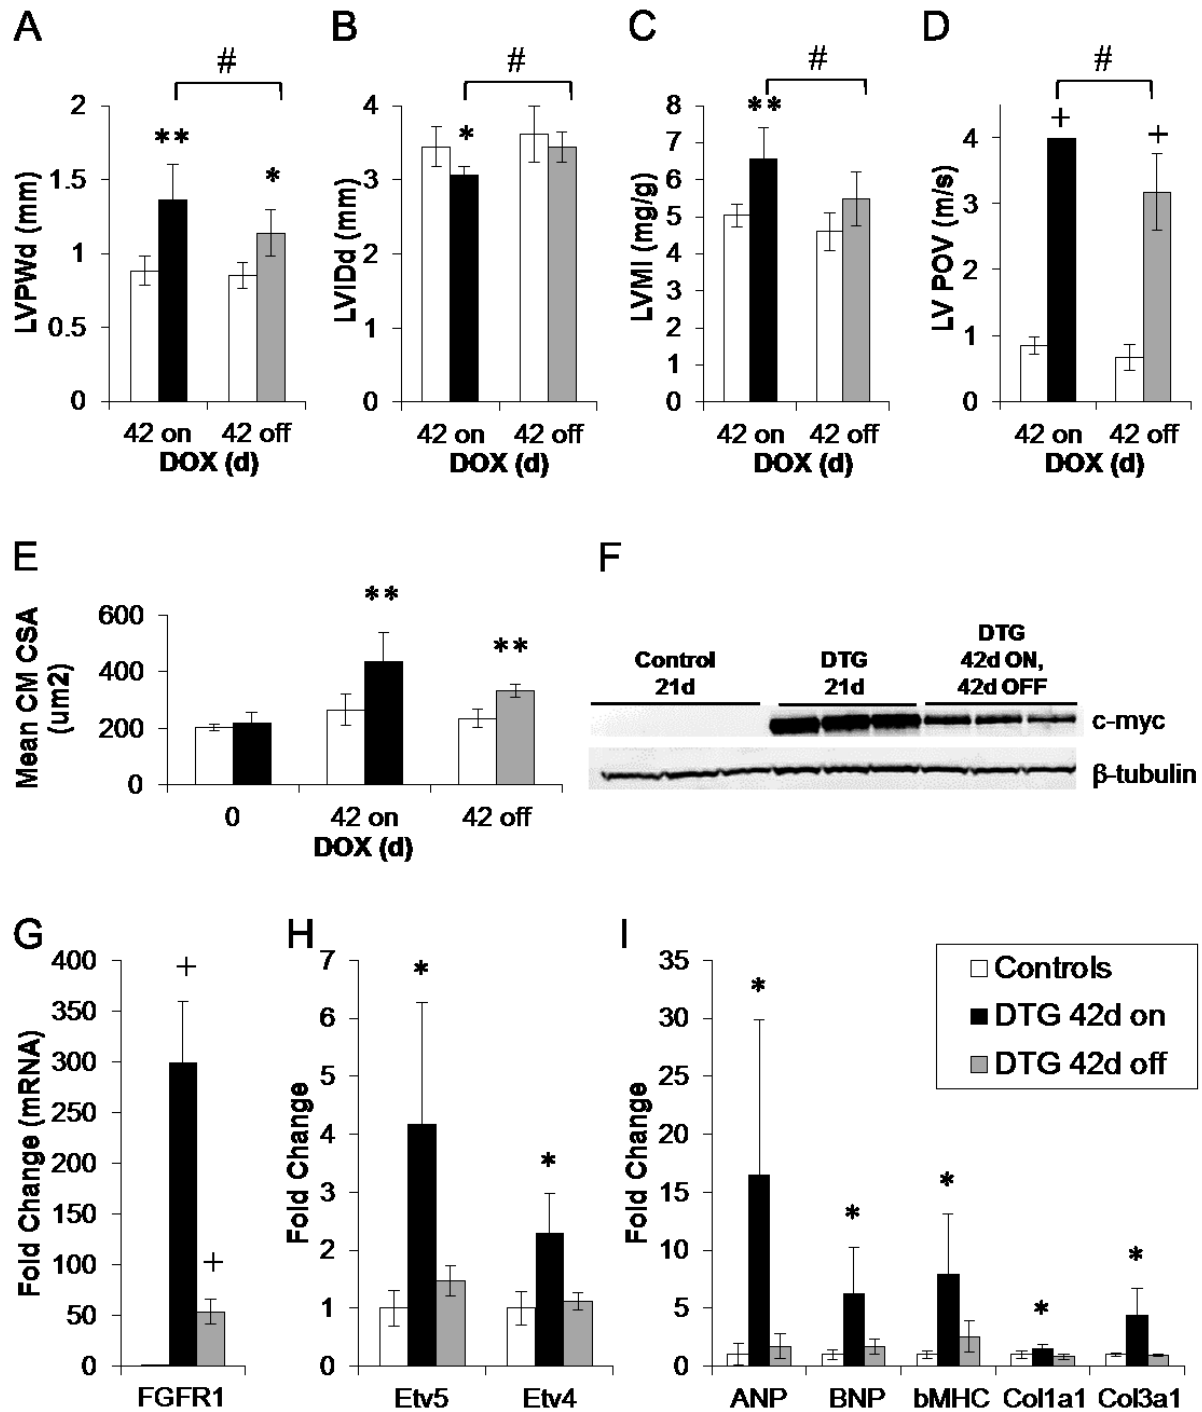 A
#
**
*
LVPWd (mm)
2
1.5
1
0.5
0
42 on 42 off
DOX (d)
B
#
*
LVIDd (mm)
4
3
2
1
0
42 on 42 off
DOX (d)
C
#
**
LVMI (mg/g)
8
7
6
5
4
3
2
1
0
42 on 42 off
DOX (d)
D
#
+
+
LV POV (m/s)
4
3
2
1
0
42 on 42 off
DOX (d)
E
**
**
Mean CM CSA
(um2)
600
400
200
0
0 42 on 42 off
DOX (d)
F
Control
21d
DTG
21d
DTG
42d ON,
42d OFF
c-myc
β-tubulin
G
+
+
Fold Change (mRNA)
400
350
300
250
200
150
100
50
0
FGFR1
H
*
*
Fold Change
7
6
5
4
3
2
1
0
Etv5 Etv4
I
*
*
*
*
*
Fold Change
35
30
25
20
15
10
5
0
ANP BNP bMHC Col1a1 Col3a1
Controls
DTG 42d on
DTG 42d off